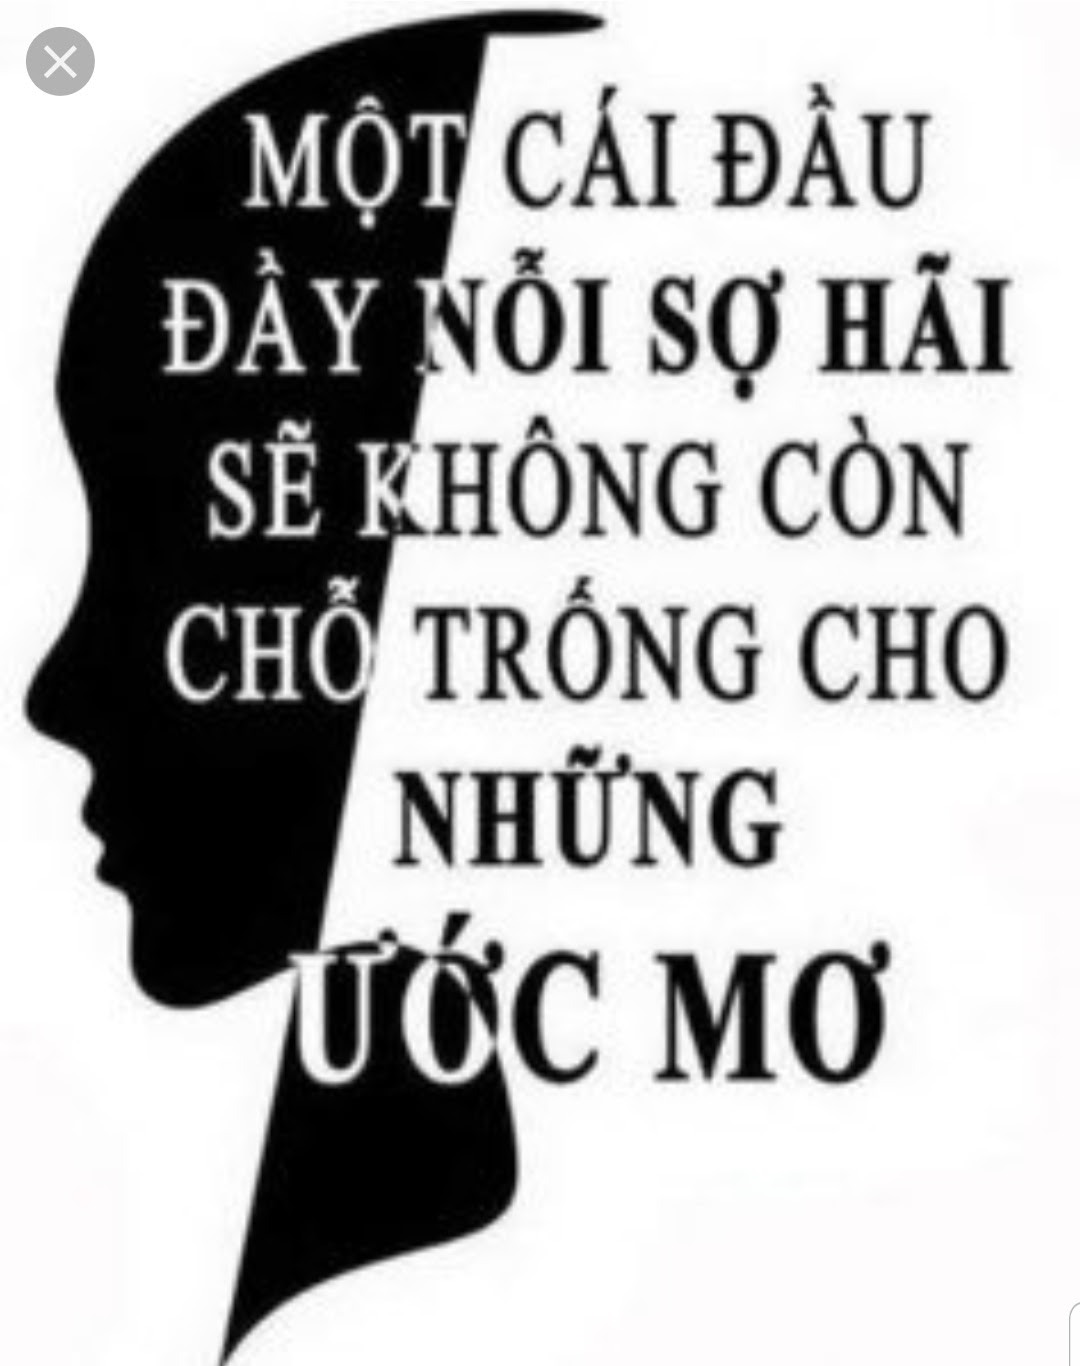 MỘT CÁI ĐẦU
ĐẦY NỖI SỢ HÃI
SẼ KHÔNG CÒN
CHỖ TRỐNG CHO
NHỮNG
ƯỚC MƠ